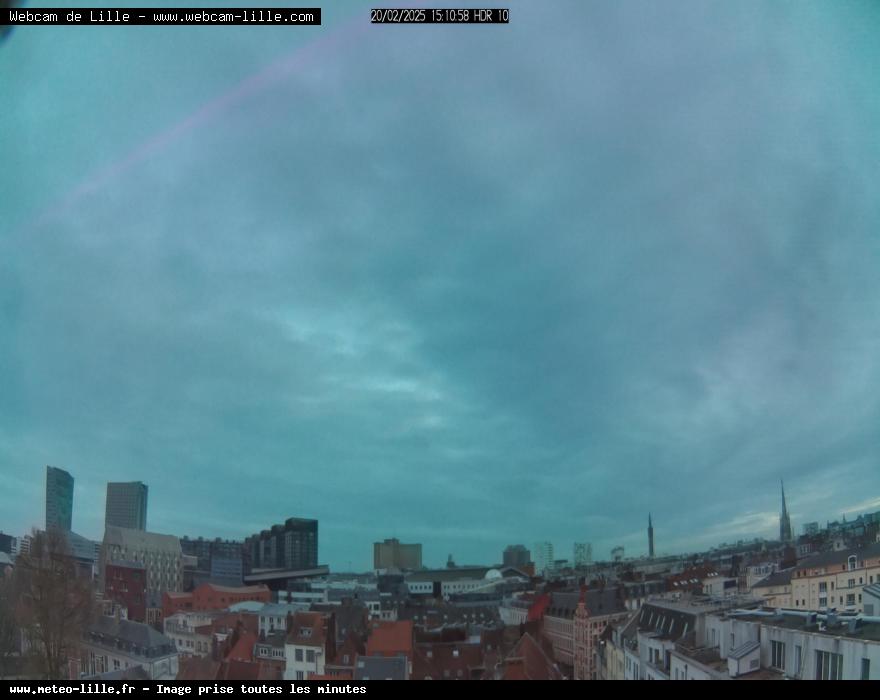 Webcam de Lille - www.webcam-lille.com
20/02/2025 15:10:58 HDR 10
www.meteo-lille.fr - Image prise toutes les minutes